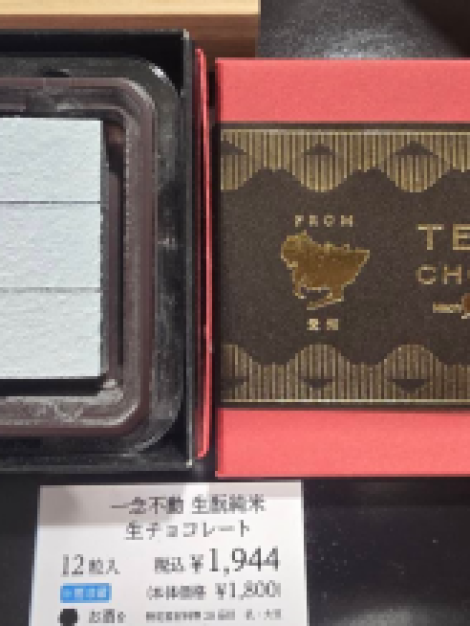 FROM
愛知
TE
CH
一念不動 生酛純米
生チョコレート
12粒入 税込¥1,944
(本体価格 ¥1,800)
お酒を